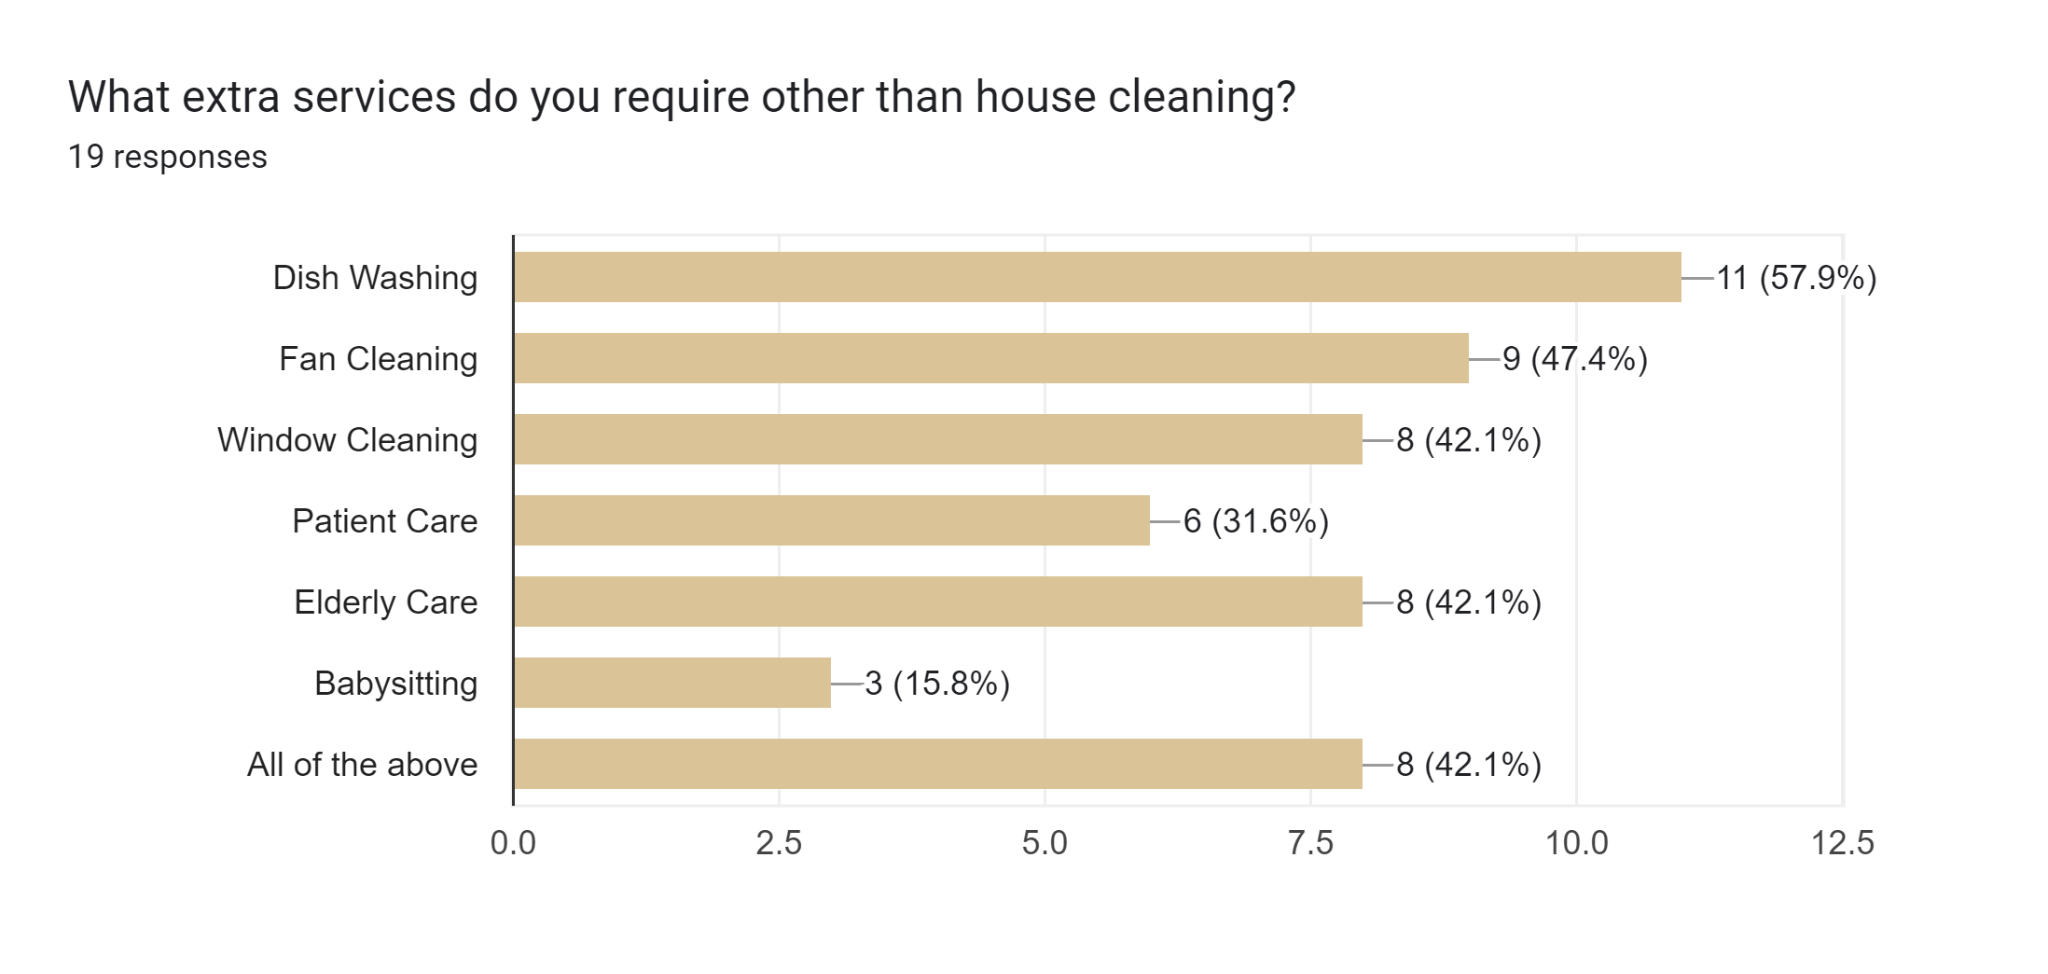 What extra services do you require other than house cleaning?
19 responses
Dish Washing 11 (57.9%)
Fan Cleaning 9 (47.4%)
Window Cleaning 8 (42.1%)
Patient Care 6 (31.6%)
Elderly Care 8 (42.1%)
Babysitting 3 (15.8%)
All of the above 8 (42.1%)
0.0 2.5 5.0 7.5 10.0 12.5